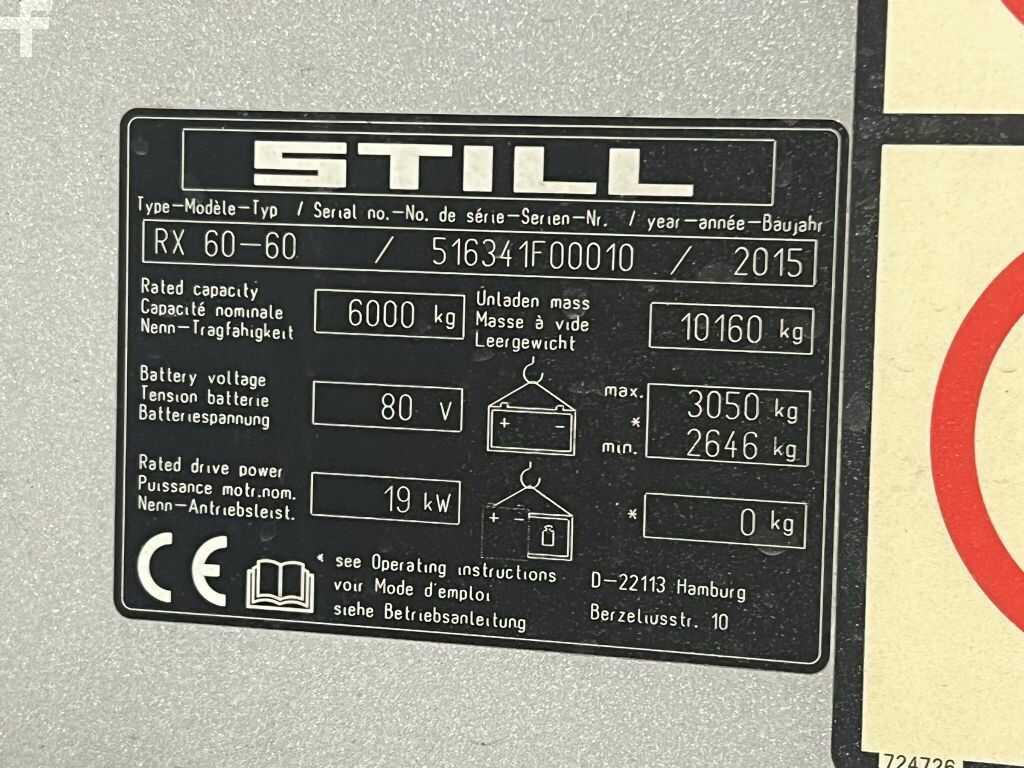 STILL
Type-Modèle-Typ / Serial no.-No. de série-Serien-Nr. / year-année-Baujahr
RX 60-60 / 516341F00010 / 2015
Rated capacity
Capacité nominale
Nenn-Tragfahigkeit
6000 kg
Unladen mass
Masse à vide
Leergewicht
10160 kg
Battery voltage
Tension batterie
Batteriespannung
80 V
+ -
max. 3050 kg
*
min. 2646 kg
Rated drive power
Puissance motr.nom.
Nenn-Antriebsleist.
19 kW
+ -
* 0 kg
CE
* see Operating instructions
voir Mode d'emploi
siehe Betriebsanleitung
D-22113 Hamburg
Berzeliusstr. 10
724726